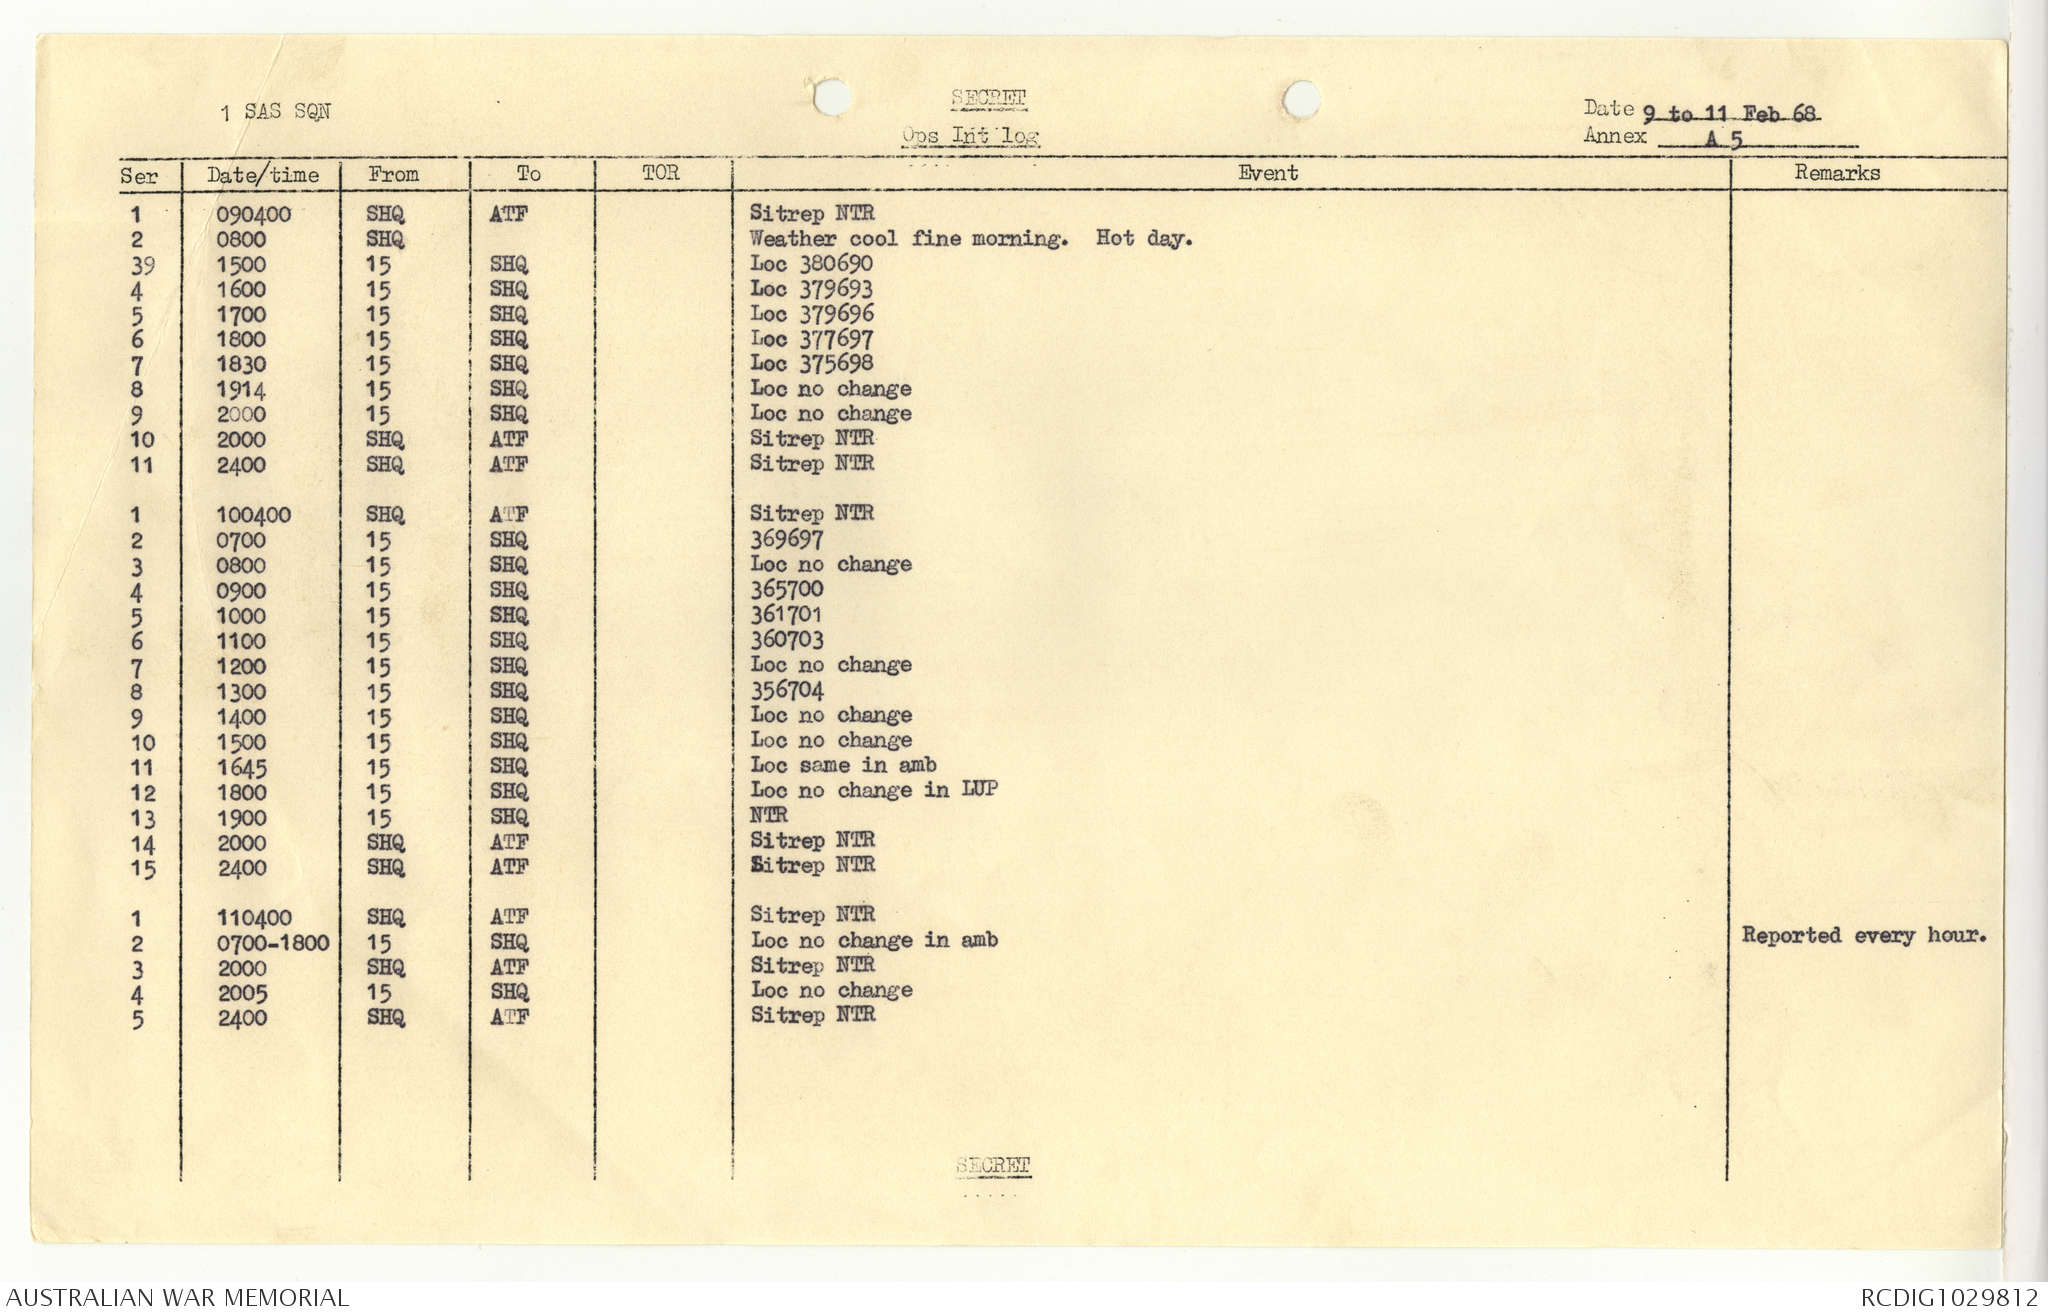 1 SAS SQN
SECRET
Ops Int log
Date 9 to 11 Feb 68
Annex A 5
Ser Date/time From To TOR Event Remarks
1 090400 SHQ ATF Sitrep NTR
2 0800 SHQ Weather cool fine morning. Hot day.
39 1500 15 SHQ Loc 380690
4 1600 15 SHQ Loc 379693
5 1700 15 SHQ Loc 379696
6 1800 15 SHQ Loc 377697
7 1830 15 SHQ Loc 375698
8 1914 15 SHQ Loc no change
9 2000 15 SHQ Loc no change
10 2000 SHQ ATF Sitrep NTR
11 2400 SHQ ATF Sitrep NTR
1 100400 SHQ ATF Sitrep NTR
2 0700 15 SHQ 369697
3 0800 15 SHQ Loc no change
4 0900 15 SHQ 365700
5 1000 15 SHQ 361701
6 1100 15 SHQ 360703
7 1200 15 SHQ Loc no change
8 1300 15 SHQ 356704
9 1400 15 SHQ Loc no change
10 1500 15 SHQ Loc no change
11 1645 15 SHQ Loc same in amb
12 1800 15 SHQ Loc no change in LUP
13 1900 15 SHQ NTR
14 2000 SHQ ATF Sitrep NTR
15 2400 SHQ ATF Sitrep NTR
1 110400 SHQ ATF Sitrep NTR
2 0700-1800 15 SHQ Loc no change in amb Reported every hour.
3 2000 SHQ ATF Sitrep NTR
4 2005 15 SHQ Loc no change
5 2400 SHQ ATF Sitrep NTR
SECRET
.....
AUSTRALIAN WAR MEMORIAL
RCDIG1029812